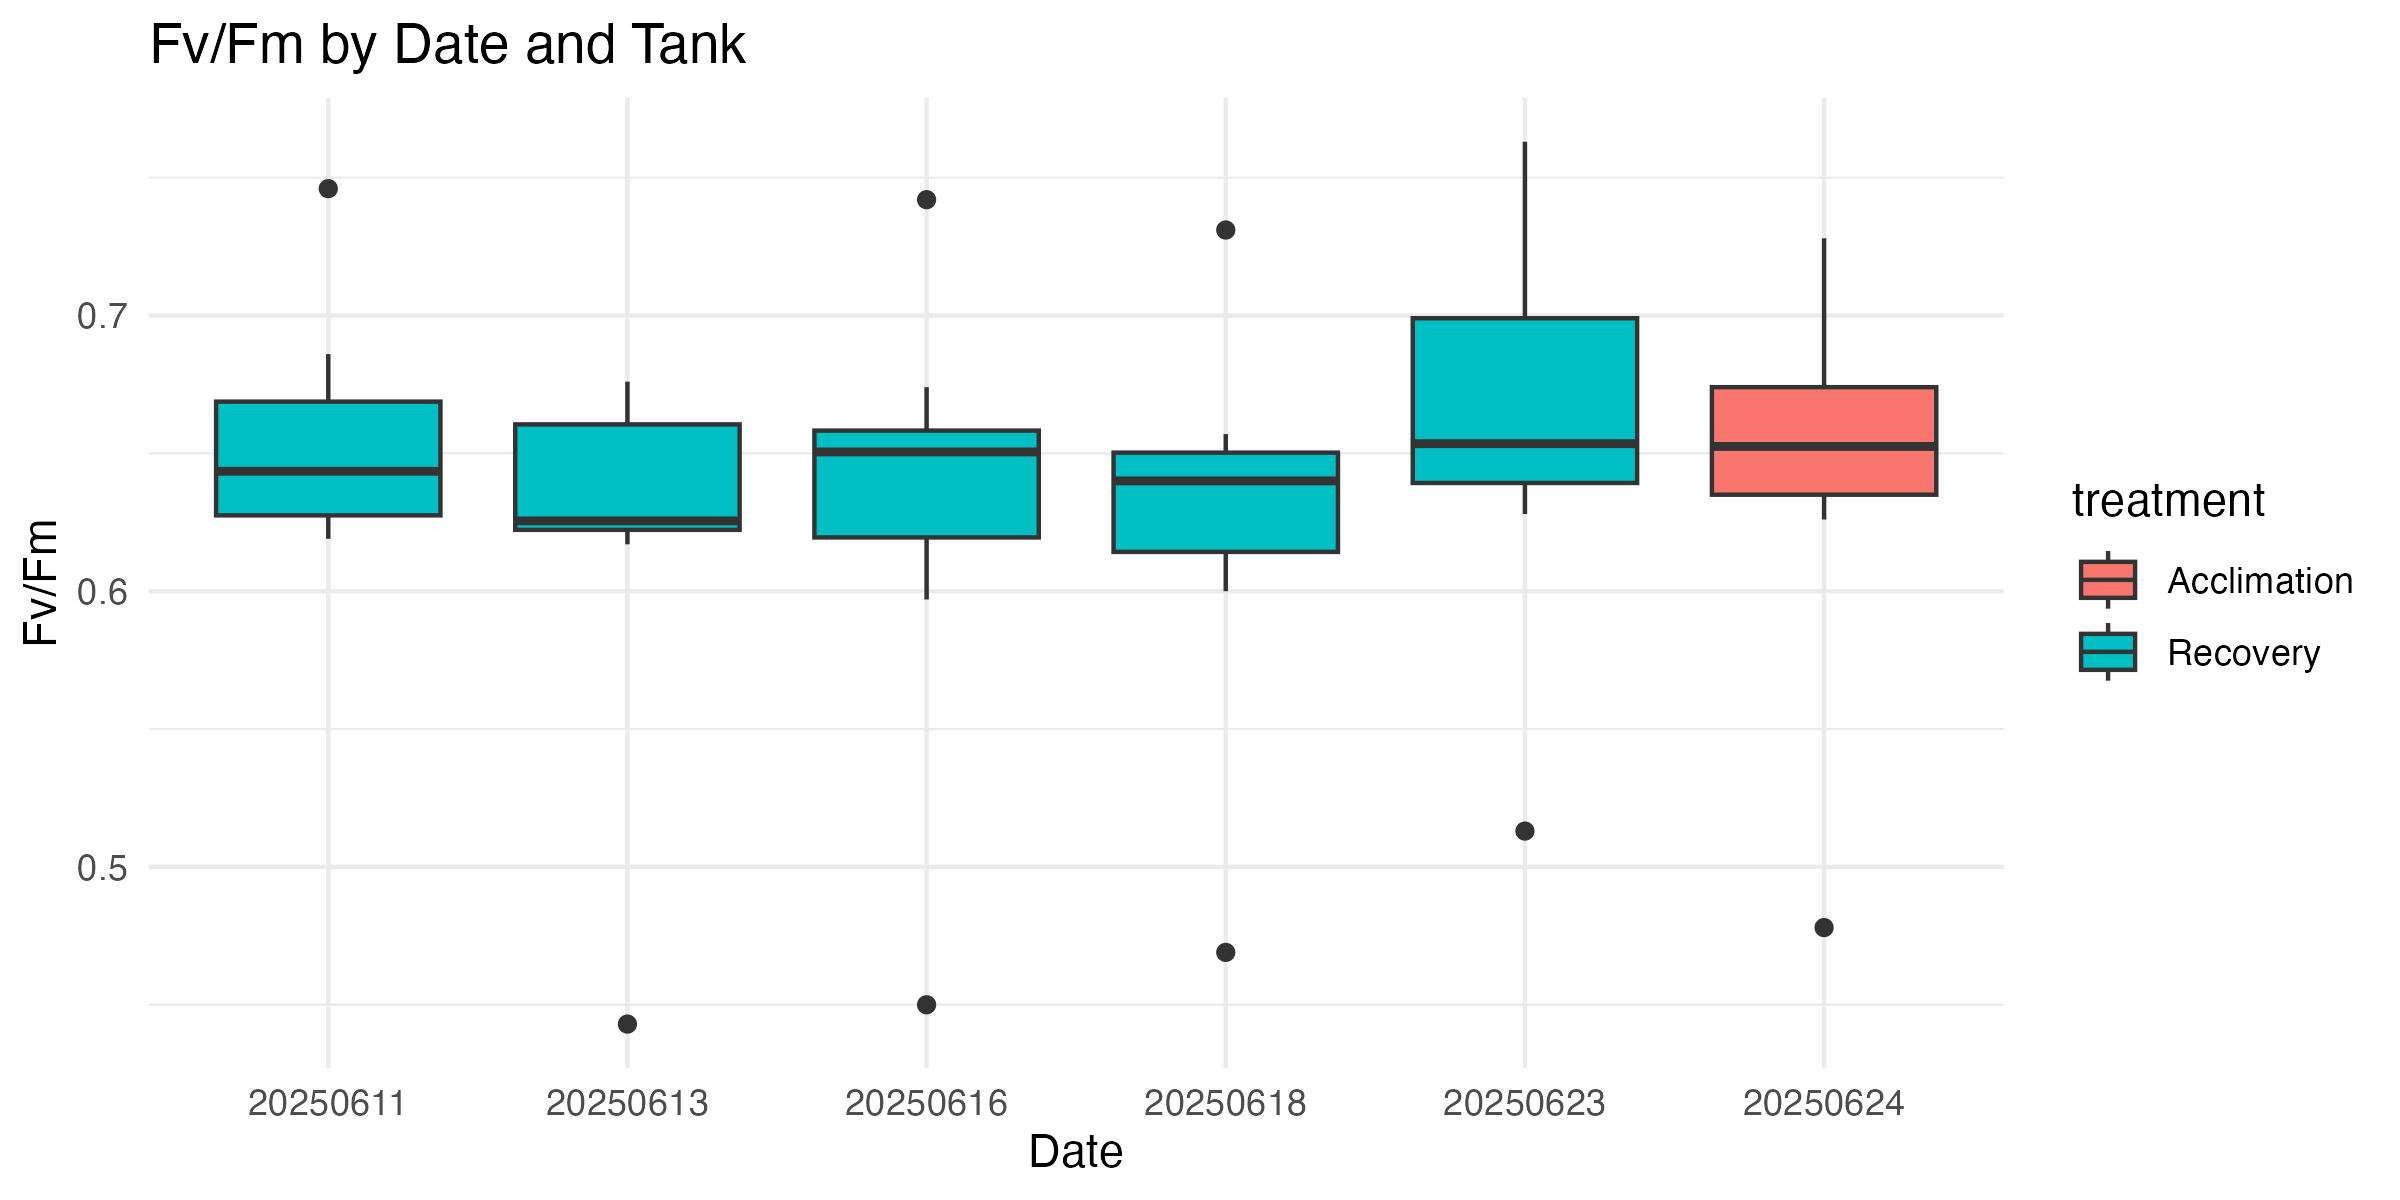 Fv/Fm by Date and Tank
Fv/Fm
0.7
0.6
0.5
20250611
20250613
20250616
20250618
20250623
20250624
Date
treatment
Acclimation
Recovery